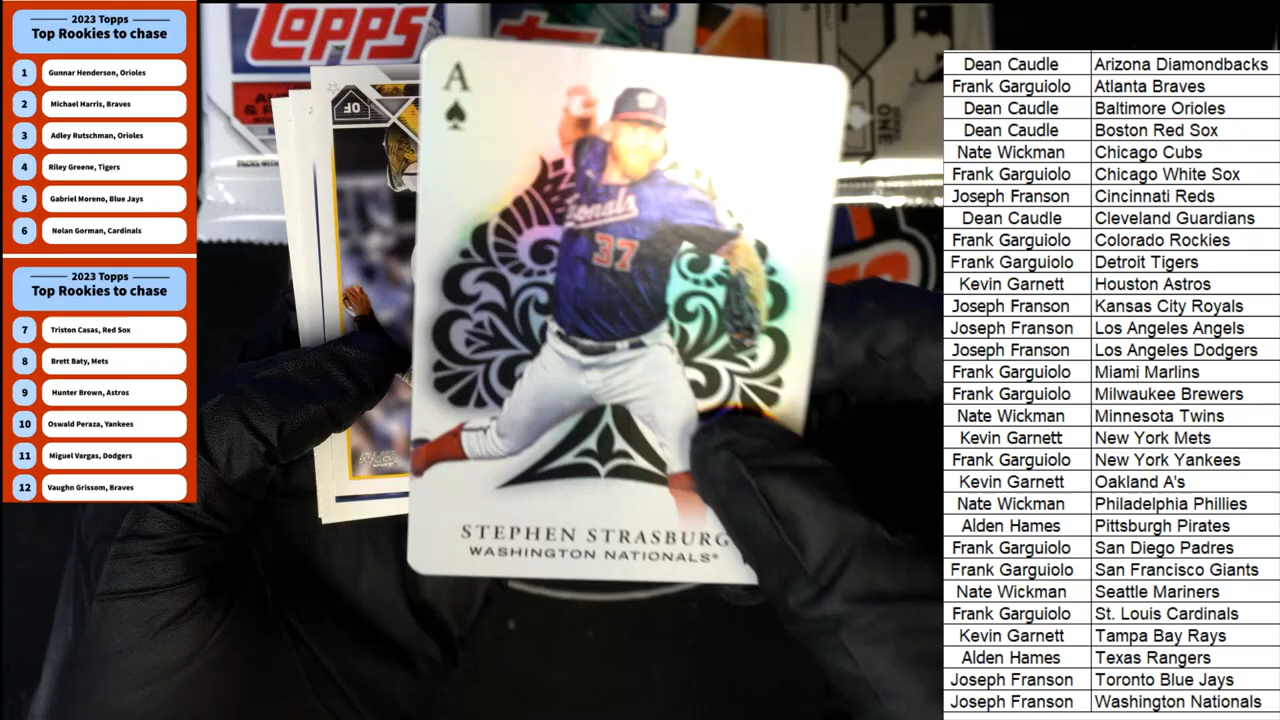 2023 Topps
Top Rookies to chase
1 Gunnar Henderson, Orioles
2 Michael Harris, Braves
3 Adley Rutschman, Orioles
4 Riley Greene, Tigers
5 Gabriel Moreno, Blue Jays
6 Nolan Gorman, Cardinals
2023 Topps
Top Rookies to chase
7 Triston Casas, Red Sox
8 Brett Baty, Mets
9 Hunter Brown, Astros
10 Oswald Peraza, Yankees
11 Miguel Vargas, Dodgers
12 Vaughn Grissom, Braves
TOPPS
OF
ONE
A
37
STEPHEN STRASBURG
WASHINGTON NATIONALS®
Dean Caudle Arizona Diamondbacks
Frank Garguiolo Atlanta Braves
Dean Caudle Baltimore Orioles
Dean Caudle Boston Red Sox
Nate Wickman Chicago Cubs
Frank Garguiolo Chicago White Sox
Joseph Franson Cincinnati Reds
Dean Caudle Cleveland Guardians
Frank Garguiolo Colorado Rockies
Frank Garguiolo Detroit Tigers
Kevin Garnett Houston Astros
Joseph Franson Kansas City Royals
Joseph Franson Los Angeles Angels
Joseph Franson Los Angeles Dodgers
Frank Garguiolo Miami Marlins
Frank Garguiolo Milwaukee Brewers
Nate Wickman Minnesota Twins
Kevin Garnett New York Mets
Frank Garguiolo New York Yankees
Kevin Garnett Oakland A's
Nate Wickman Philadelphia Phillies
Alden Hames Pittsburgh Pirates
Frank Garguiolo San Diego Padres
Frank Garguiolo San Francisco Giants
Nate Wickman Seattle Mariners
Frank Garguiolo St. Louis Cardinals
Kevin Garnett Tampa Bay Rays
Alden Hames Texas Rangers
Joseph Franson Toronto Blue Jays
Joseph Franson Washington Nationals